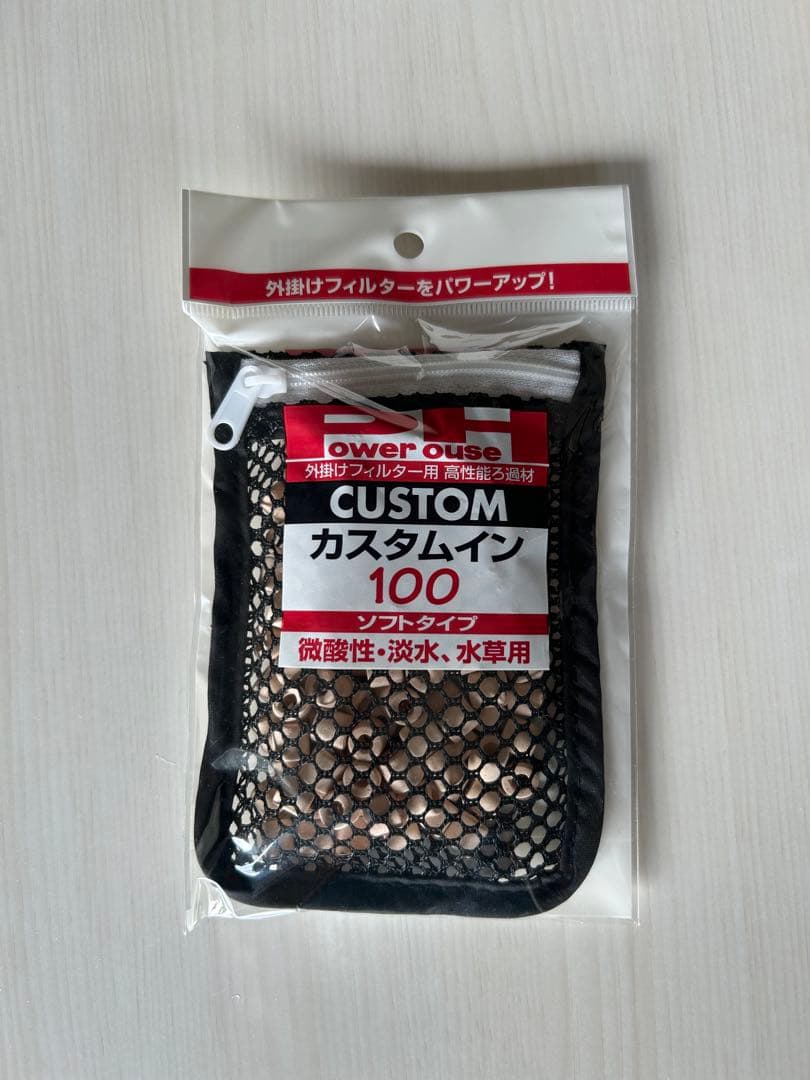 外掛けフィルターをパワーアップ!
PH
ower ouse
外掛けフィルター用 高性能ろ過材
CUSTOM
カスタムイン
100
ソフトタイプ
微酸性・淡水、水草用